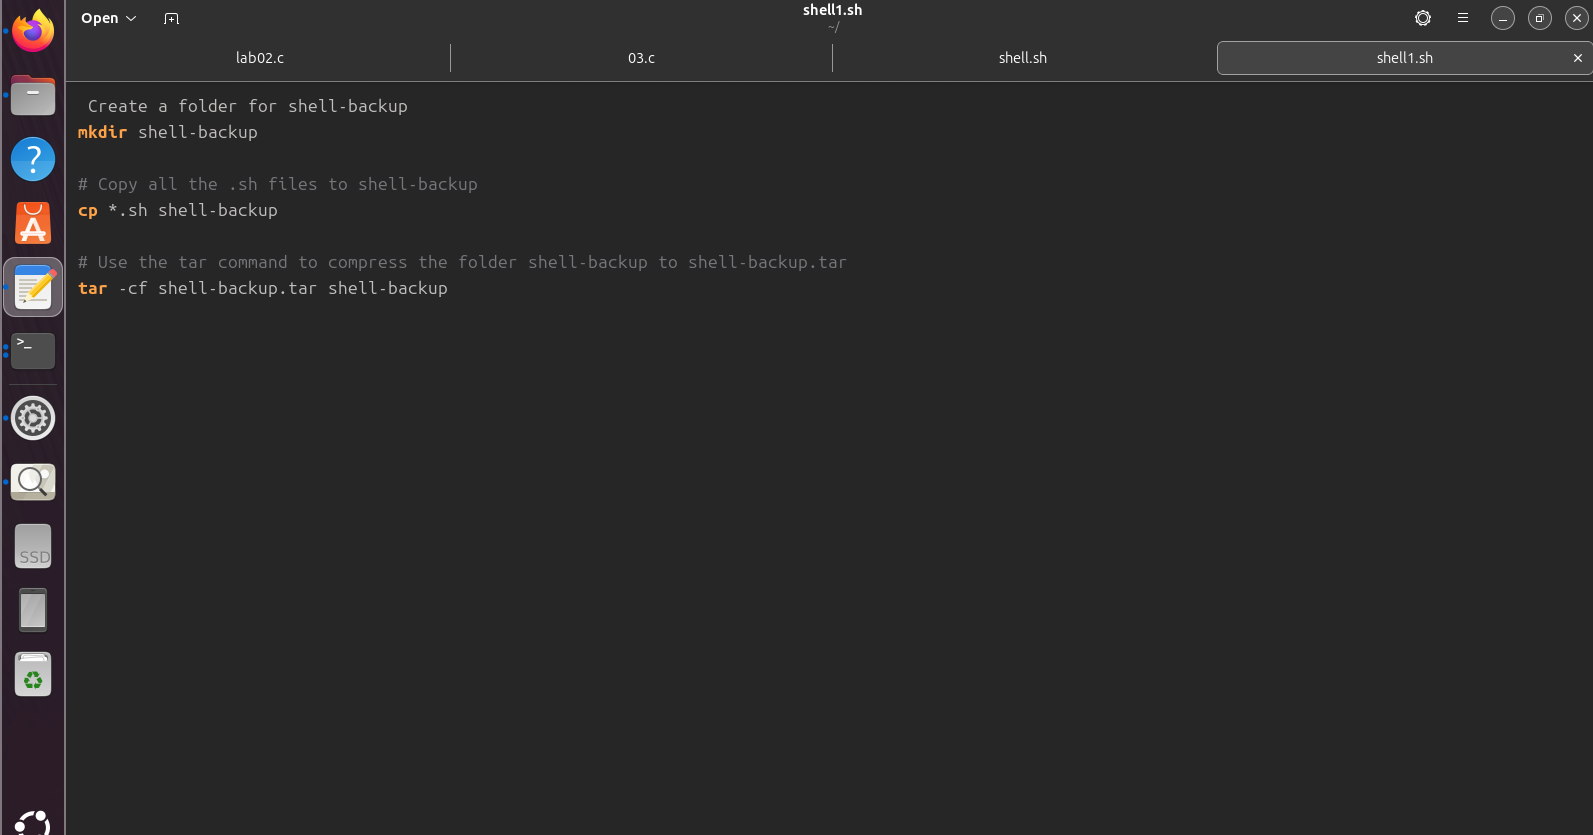 Open
shell1.sh
~/
lab02.c
03.c
shell.sh
shell1.sh
 Create a folder for shell-backup
mkdir shell-backup
# Copy all the .sh files to shell-backup
cp *.sh shell-backup
# Use the tar command to compress the folder shell-backup to shell-backup.tar
tar -cf shell-backup.tar shell-backup
?
>_
SSD